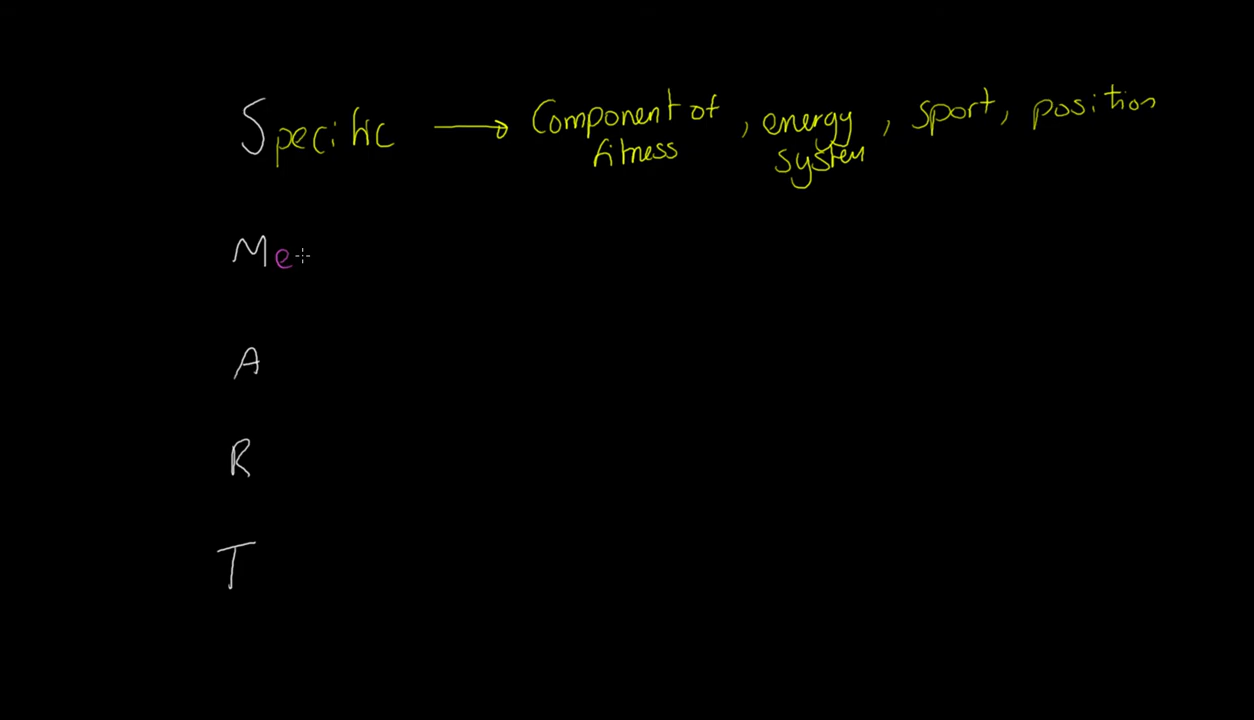 Specific → Component of fitness, energy system, sport, position
Me
A
R
T